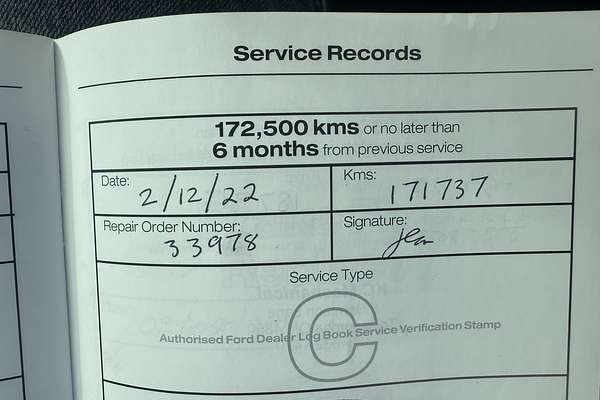 Service Records
172,500 kms or no later than
6 months from previous service
Date: 2/12/22
Kms: 171737
Repair Order Number: 33978
Signature:
Service Type
C
Authorised Ford Dealer Log Book Service Verification Stamp